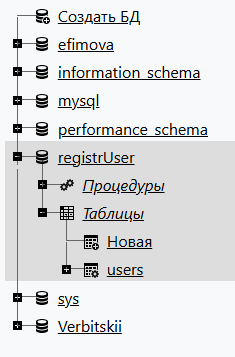 Создать БД
efimova
information_schema
mysql
performance_schema
registrUser
Процедуры
Таблицы
Новая
users
sys
Verbitskii